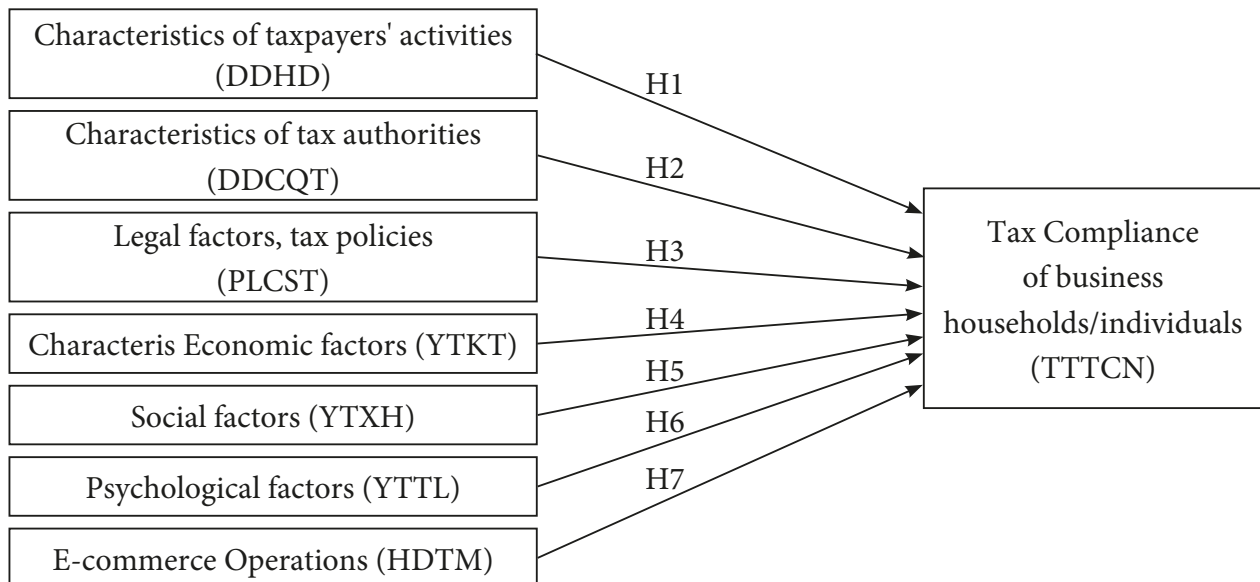 Characteristics of taxpayers' activities
(DDHD)
H1
Characteristics of tax authorities
(DDCQT)
H2
Legal factors, tax policies
(PLCST)
H3
Characteris Economic factors (YTKT)
H4
Social factors (YTXH)
H5
Psychological factors (YTTL)
H6
E-commerce Operations (HDTM)
H7
Tax Compliance
of business
households/individuals
(TTTCN)